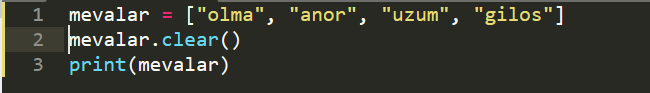 1 mevalar = ["olma", "anor", "uzum", "gilos"]
2 mevalar.clear()
3 print(mevalar)